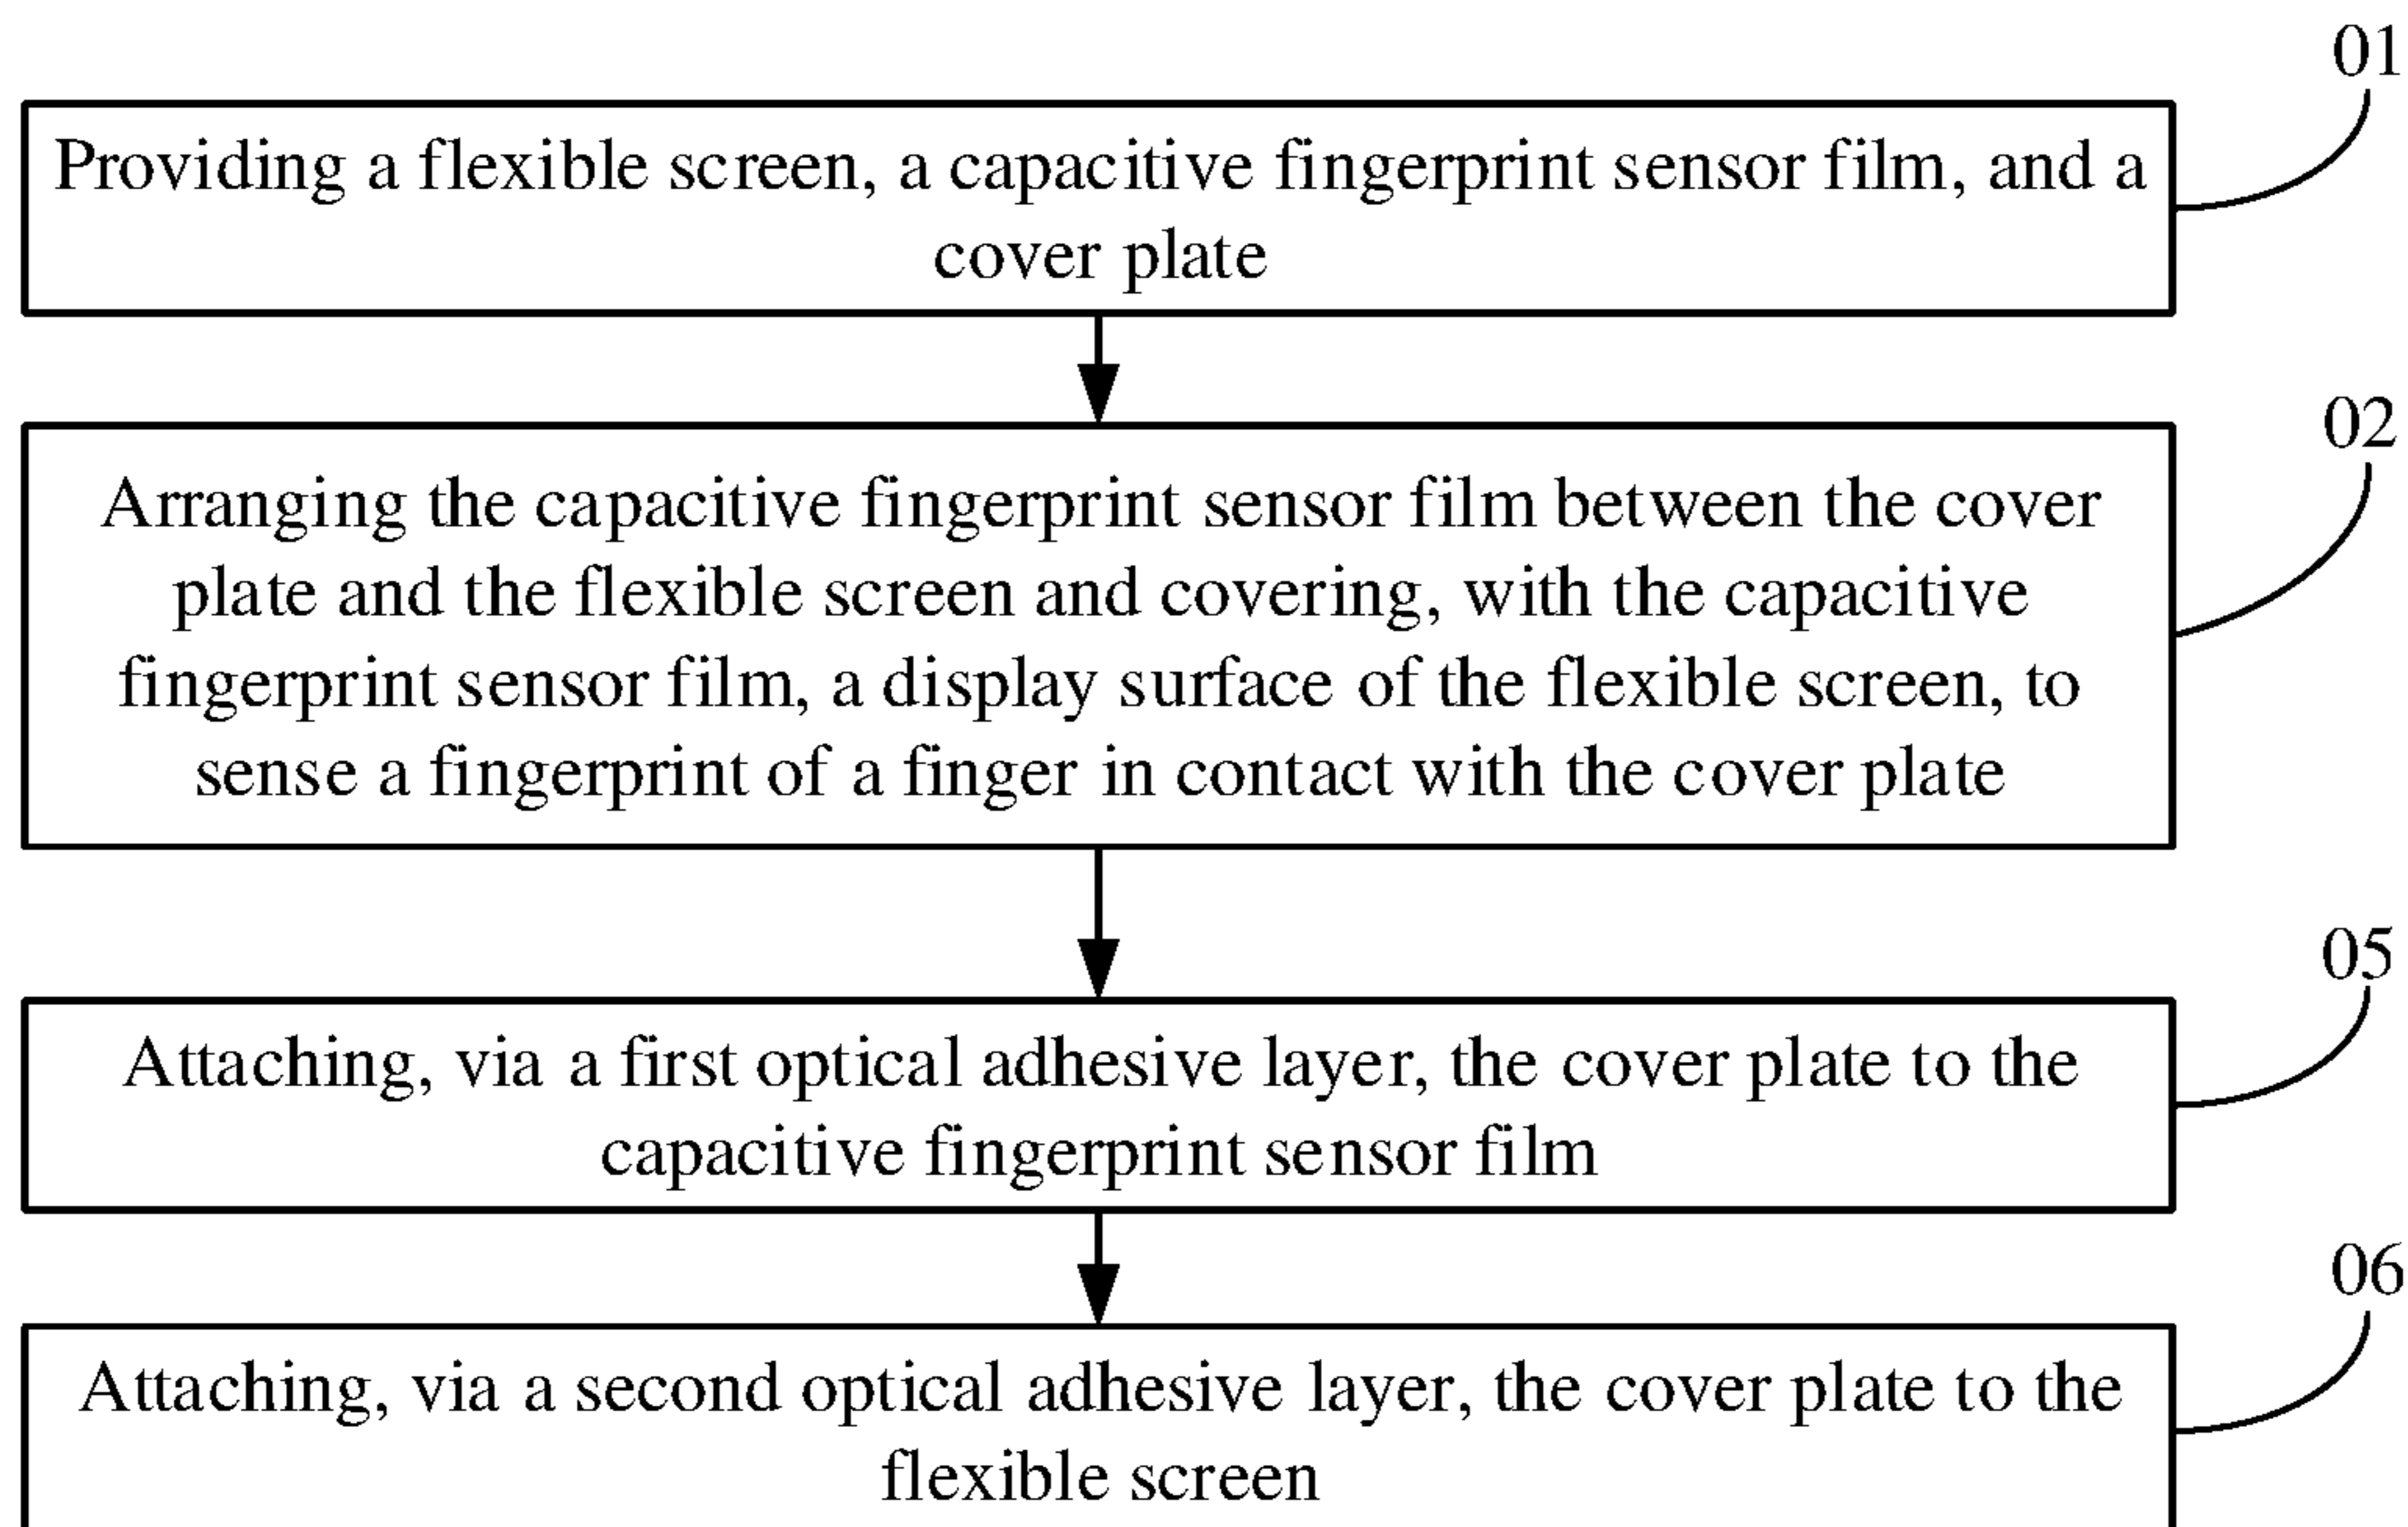 01
Providing a flexible screen, a capacitive fingerprint sensor film, and a
cover plate
02
Arranging the capacitive fingerprint sensor film between the cover
plate and the flexible screen and covering, with the capacitive
fingerprint sensor film, a display surface of the flexible screen, to
sense a fingerprint of a finger in contact with the cover plate
05
Attaching, via a first optical adhesive layer, the cover plate to the
capacitive fingerprint sensor film
06
Attaching, via a second optical adhesive layer, the cover plate to the
flexible screen